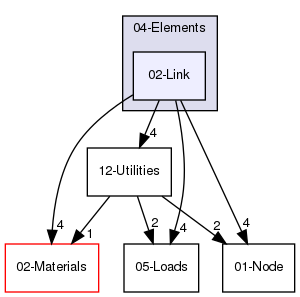 04-Elements
02-Link
4
12-Utilities
4
1
2
4
2
4
02-Materials
05-Loads
01-Node